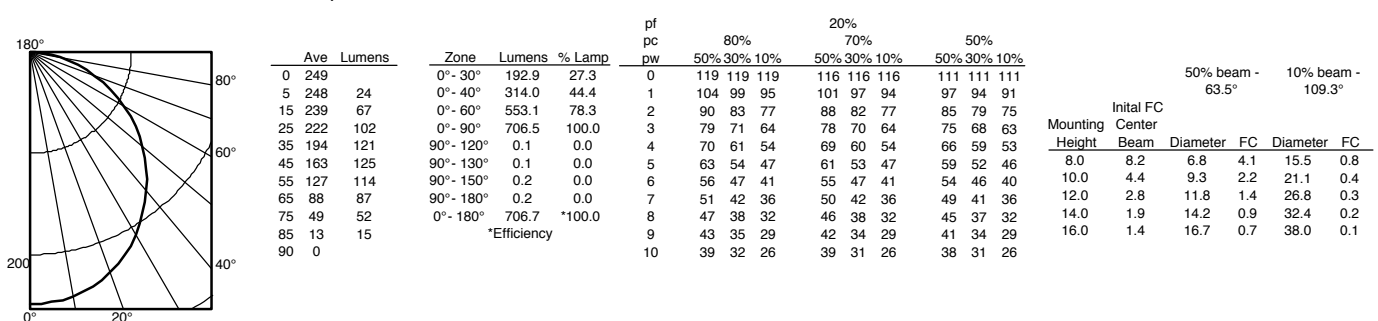 180°
80°
60°
200
40°
0° 20°
Ave Lumens
0 249
5 248 24
15 239 67
25 222 102
35 194 121
45 163 125
55 127 114
65 88 87
75 49 52
85 13 15
90 0
Zone Lumens % Lamp
0°- 30° 192.9 27.3
0°- 40° 314.0 44.4
0°- 60° 553.1 78.3
0°- 90° 706.5 100.0
90°- 120° 0.1 0.0
90°- 130° 0.1 0.0
90°- 150° 0.2 0.0
90°- 180° 0.2 0.0
0°- 180° 706.7 *100.0
*Efficiency
pf 20%
pc 80% 70% 50%
pw 50% 30% 10% 50% 30% 10% 50% 30% 10%
0 119 119 119 116 116 116 111 111 111
1 104 99 95 101 97 94 97 94 91
2 90 83 77 88 82 77 85 79 75
3 79 71 64 78 70 64 75 68 63
4 70 61 54 69 60 54 66 59 53
5 63 54 47 61 53 47 59 52 46
6 56 47 41 55 47 41 54 46 40
7 51 42 36 50 42 36 49 41 36
8 47 38 32 46 38 32 45 37 32
9 43 35 29 42 34 29 41 34 29
10 39 32 26 39 31 26 38 31 26
50% beam - 10% beam -
63.5° 109.3°
Inital FC
Mounting Center
Height Beam Diameter FC Diameter FC
8.0 8.2 6.8 4.1 15.5 0.8
10.0 4.4 9.3 2.2 21.1 0.4
12.0 2.8 11.8 1.4 26.8 0.3
14.0 1.9 14.2 0.9 32.4 0.2
16.0 1.4 16.7 0.7 38.0 0.1